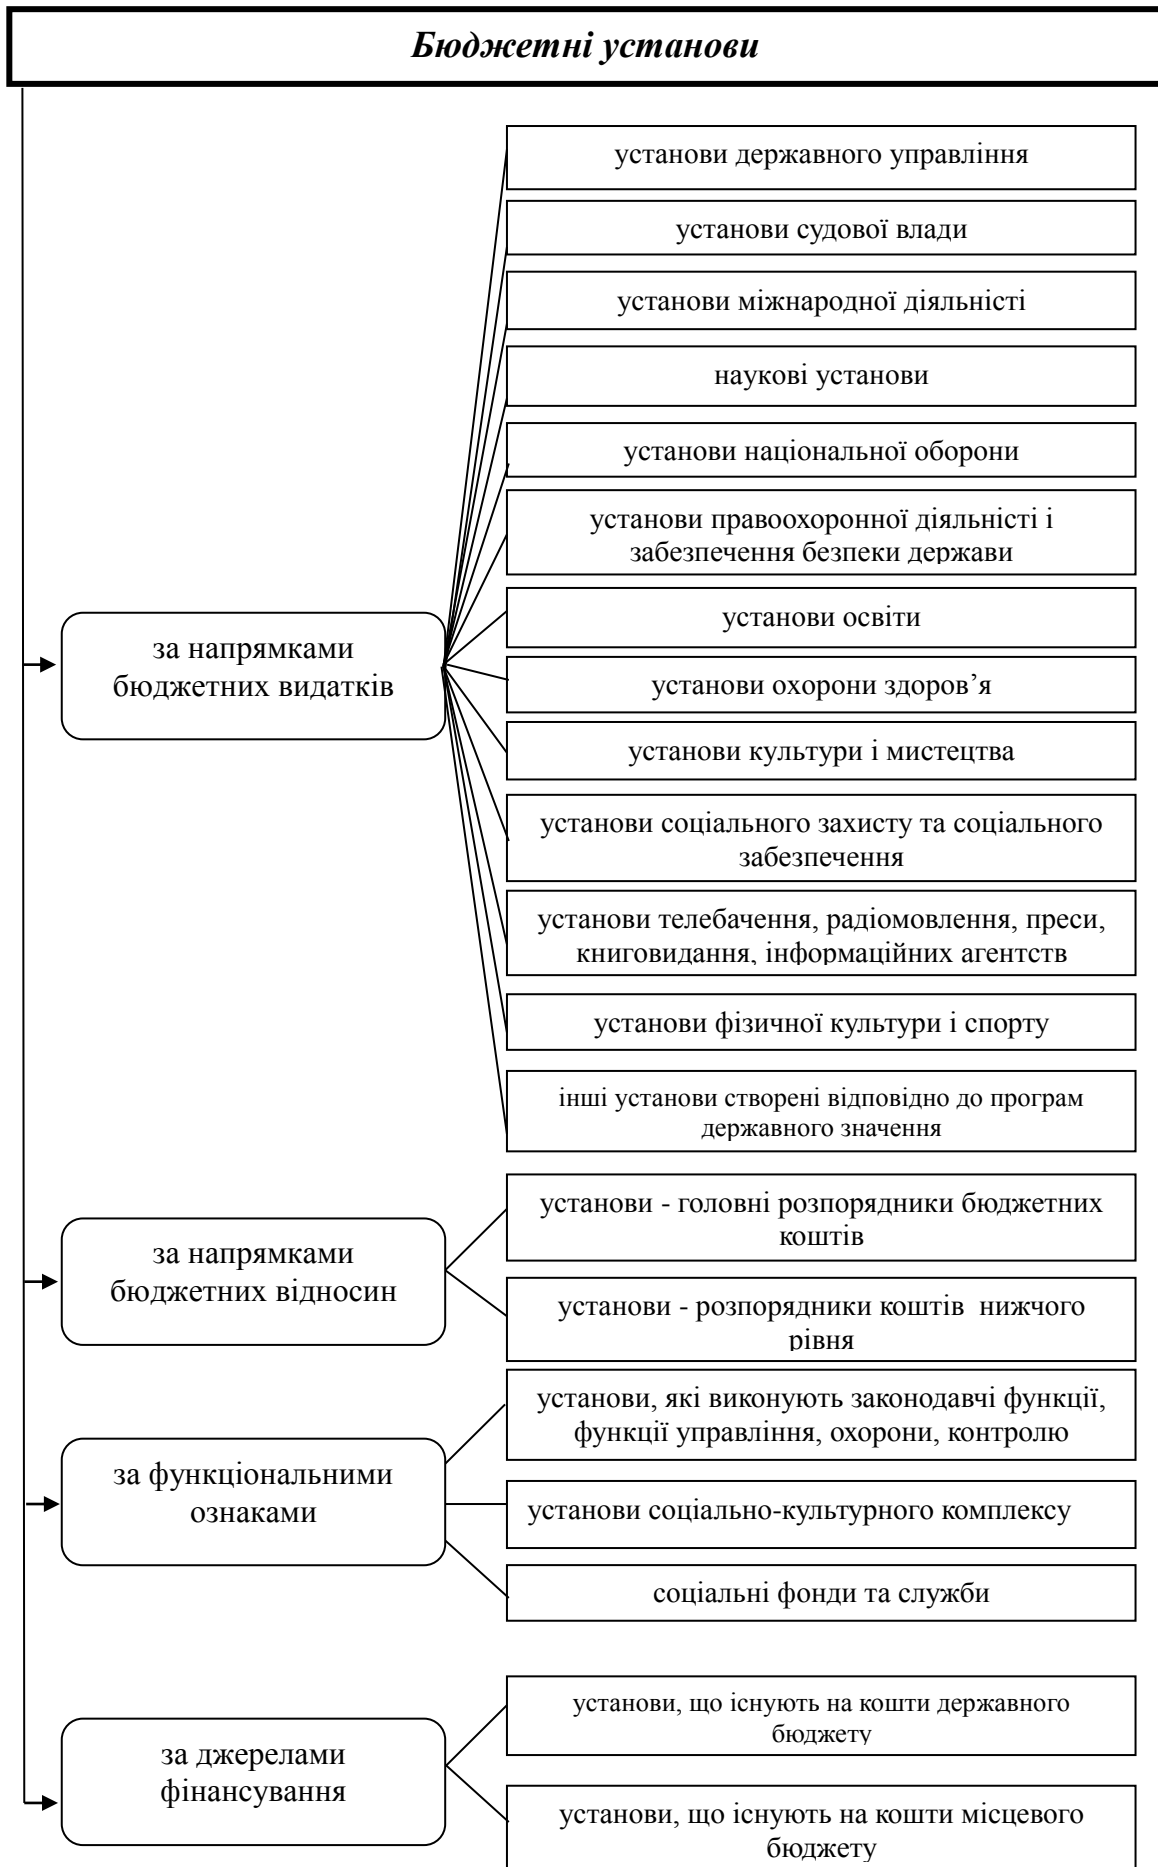 Бюджетні установи
установи державного управління
установи судової влади
установи міжнародної діяльністі
наукові установи
установи національної оборони
установи правоохоронної діяльністі і
забезпечення безпеки держави
установи освіти
за напрямками
бюджетних видатків
установи охорони здоров’я
установи культури і мистецтва
установи соціального захисту та соціального
забезпечення
установи телебачення, радіомовлення, преси,
книговидання, інформаційних агентств
установи фізичної культури і спорту
інші установи створені відповідно до програм
державного значення
за напрямками
бюджетних відносин
установи - головні розпорядники бюджетних
коштів
установи - розпорядники коштів нижчого
рівня
за функціональними
ознаками
установи, які виконують законодавчі функції,
функції управління, охорони, контролю
установи соціально-культурного комплексу
соціальні фонди та служби
за джерелами
фінансування
установи, що існують на кошти державного
бюджету
установи, що існують на кошти місцевого
бюджету